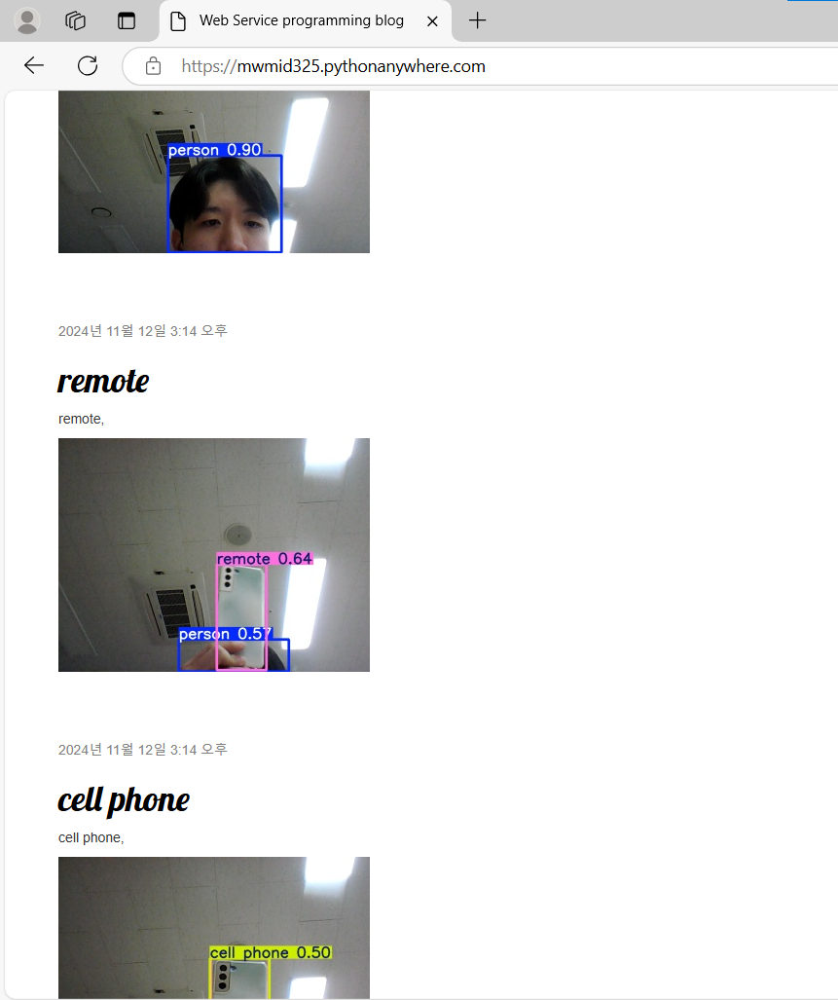 Web Service programming blog
https://mwmid325.pythonanywhere.com
person 0.90
2024년 11월 12일 3:14 오후
remote
remote,
remote 0.64
person 0.57
2024년 11월 12일 3:14 오후
cell phone
cell phone,
cell phone 0.50